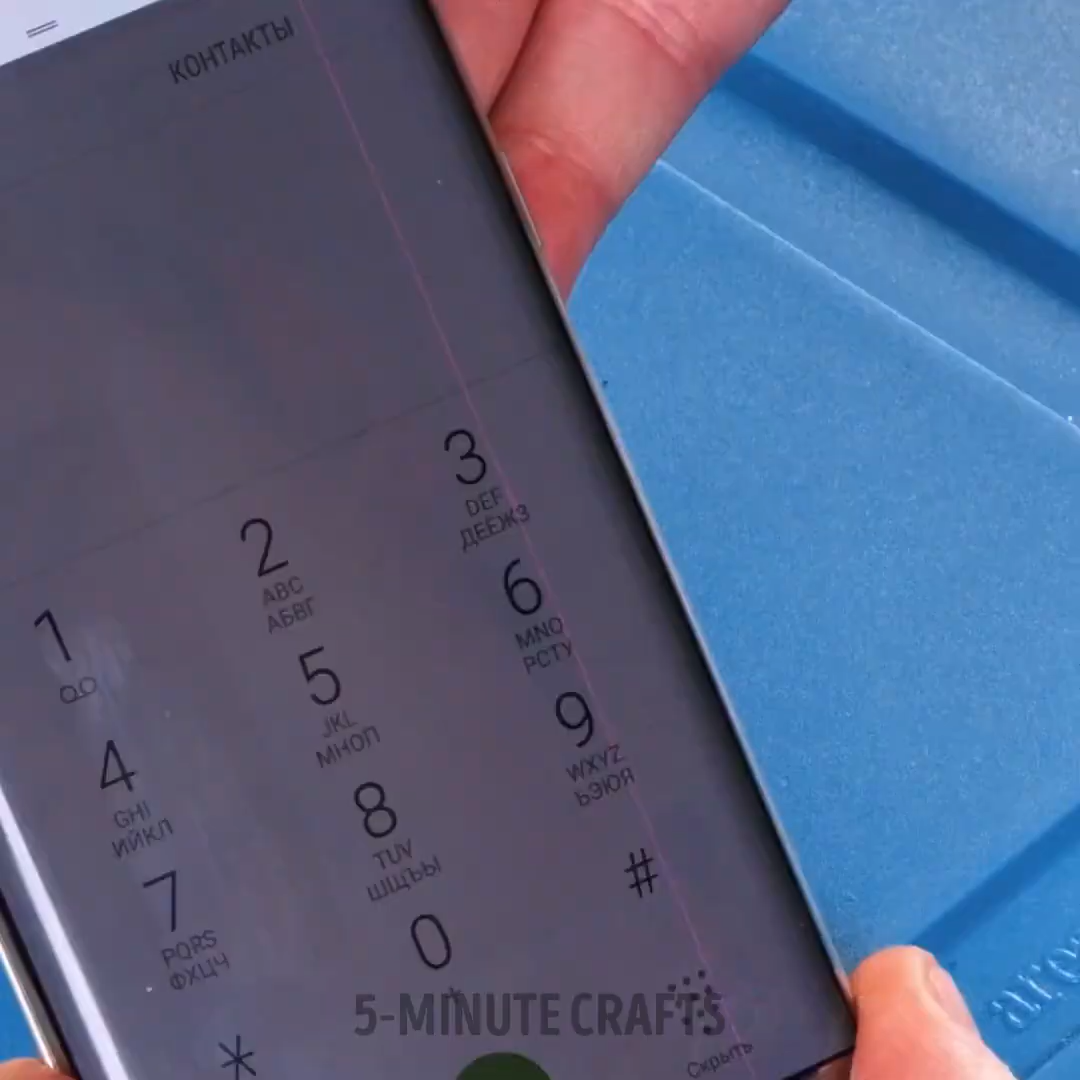 КОНТАКТЫ
1
2
ABC
АБВГ
3
DEF
ДЕЁЖЗ
4
GHI
ИЙКЛ
5
JKL
МНОП
6
MNO
РСТУ
7
PQRS
ФХЦЧ
8
TUV
ШЩЪЫ
9
WXYZ
ЬЭЮЯ
*
0
+
#
Скрыть
5-MINUTE CRAFTS